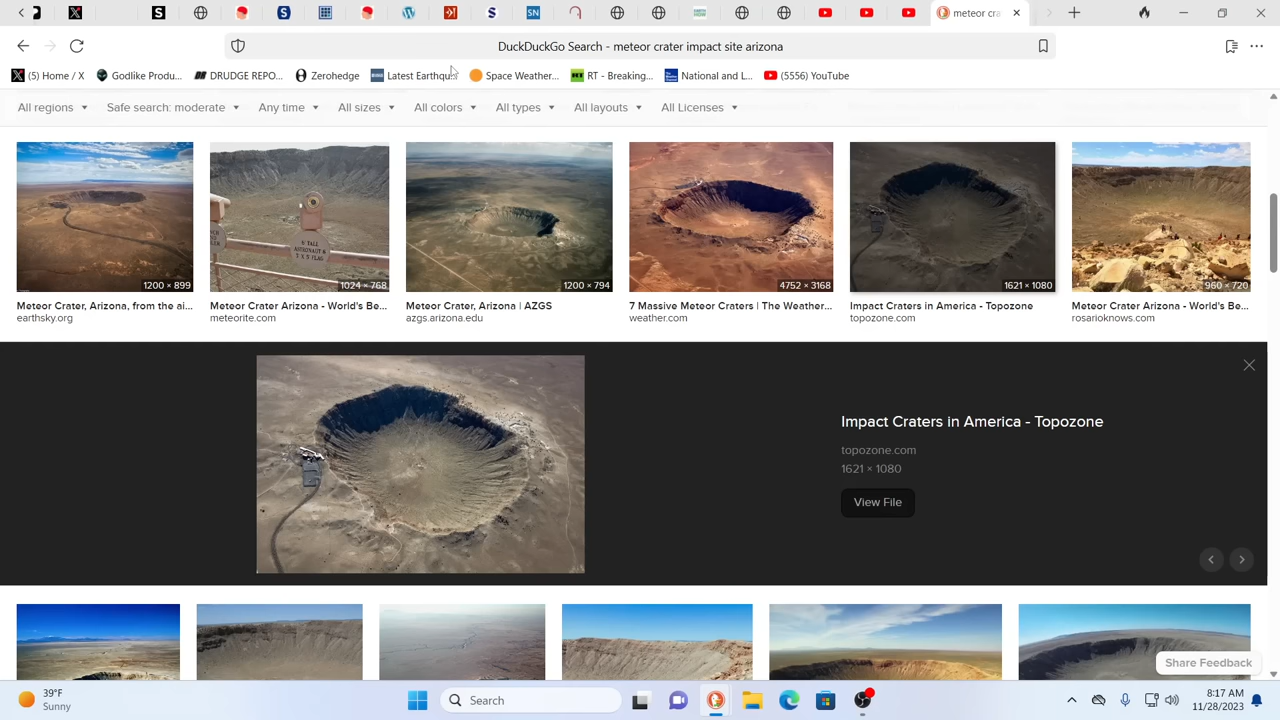 meteor cra
DuckDuckGo Search - meteor crater impact site arizona
(5) Home / X
Godlike Produ...
DRUDGE REPO...
Zerohedge
Latest Earthqu
Space Weather...
RT - Breaking...
National and L...
(5556) YouTube
All regions
Safe search: moderate
Any time
All sizes
All colors
All types
All layouts
All Licenses
1200 × 899
1024 × 768
1200 × 794
4752 × 3168
1621 × 1080
960 × 720
6' TALL
ASTRONAUT &
3' X 5' FLAG
Meteor Crater, Arizona, from the ai...
earthsky.org
Meteor Crater Arizona - World's Be...
meteorite.com
Meteor Crater, Arizona | AZGS
azgs.arizona.edu
7 Massive Meteor Craters | The Weather...
weather.com
Impact Craters in America - Topozone
topozone.com
Meteor Crater Arizona - World's Be...
rosarioknows.com
Impact Craters in America - Topozone
topozone.com
1621 × 1080
View File
Share Feedback
39°F
Sunny
Search
8:17 AM
11/28/2023